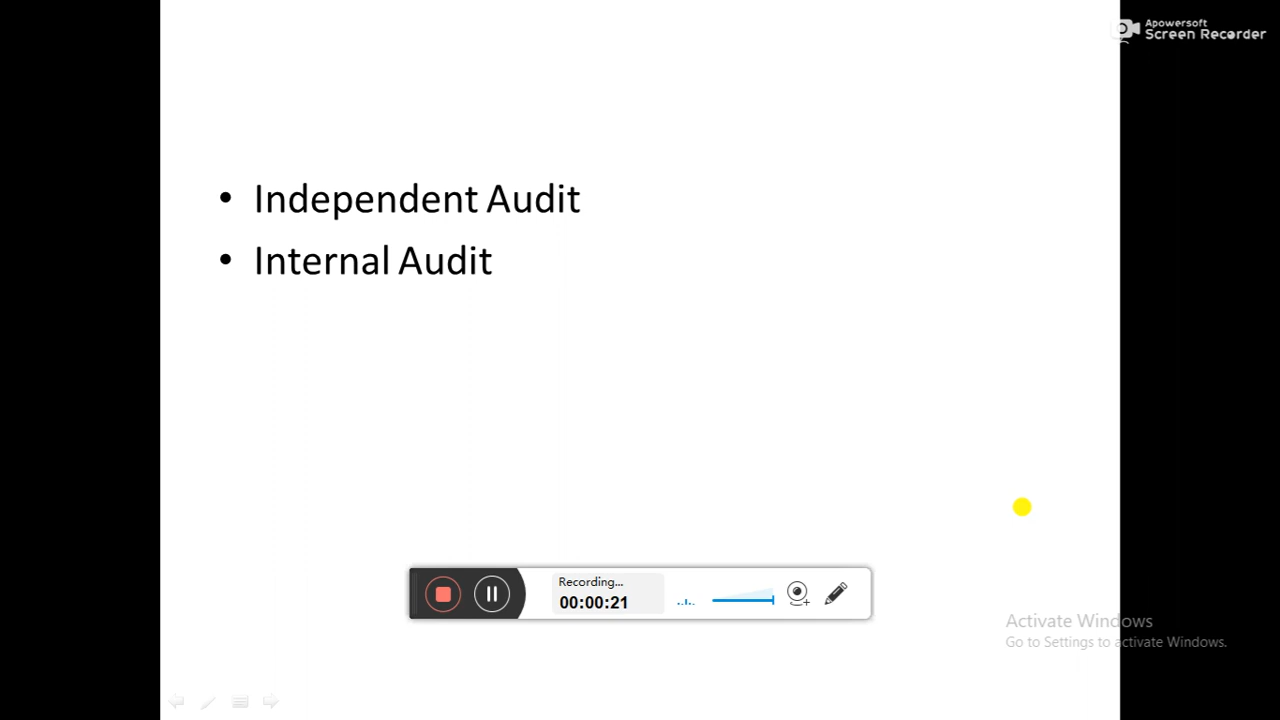 Apowersoft
Screen Recorder
• Independent Audit
• Internal Audit
Recording...
00:00:21
Activate Windows
Go to Settings to activate Windows.